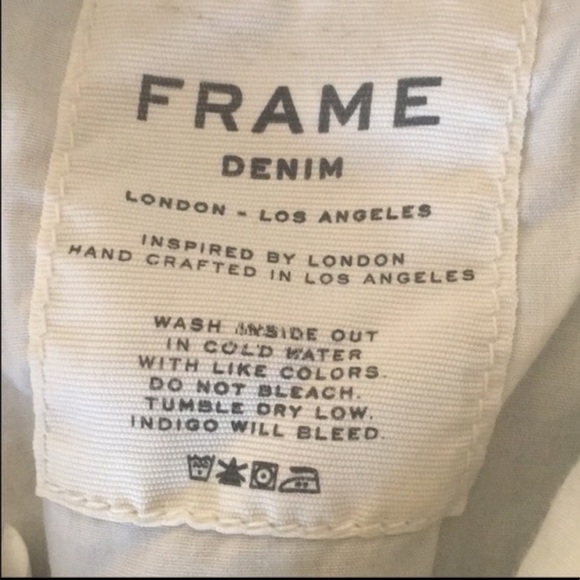 FRAME
DENIM
LONDON - LOS ANGELES
INSPIRED BY LONDON
HAND CRAFTED IN LOS ANGELES
WASH INSIDE OUT
IN COLD WATER
WITH LIKE COLORS.
DO NOT BLEACH.
TUMBLE DRY LOW.
INDIGO WILL BLEED.